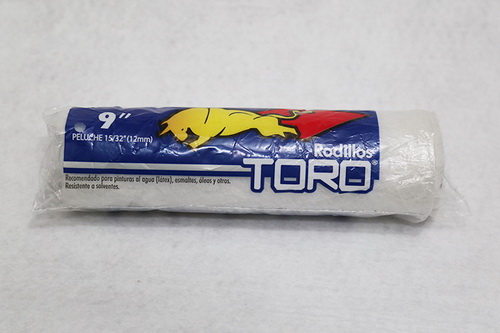 9"
PELUCHE 15/32" (12mm)
Rodillos
TORO
Recomendado para pinturas al agua (látex), esmaltes, óleos y otros.
Resistente a solventes.